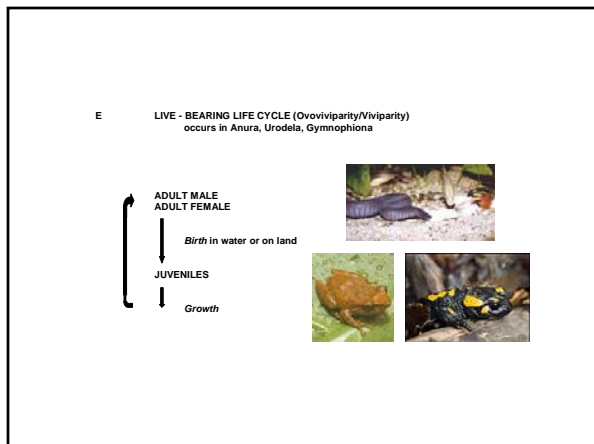 E LIVE - BEARING LIFE CYCLE (Ovoviviparity/Viviparity)
occurs in Anura, Urodela, Gymnophiona
ADULT MALE
ADULT FEMALE
Birth in water or on land
JUVENILES
Growth